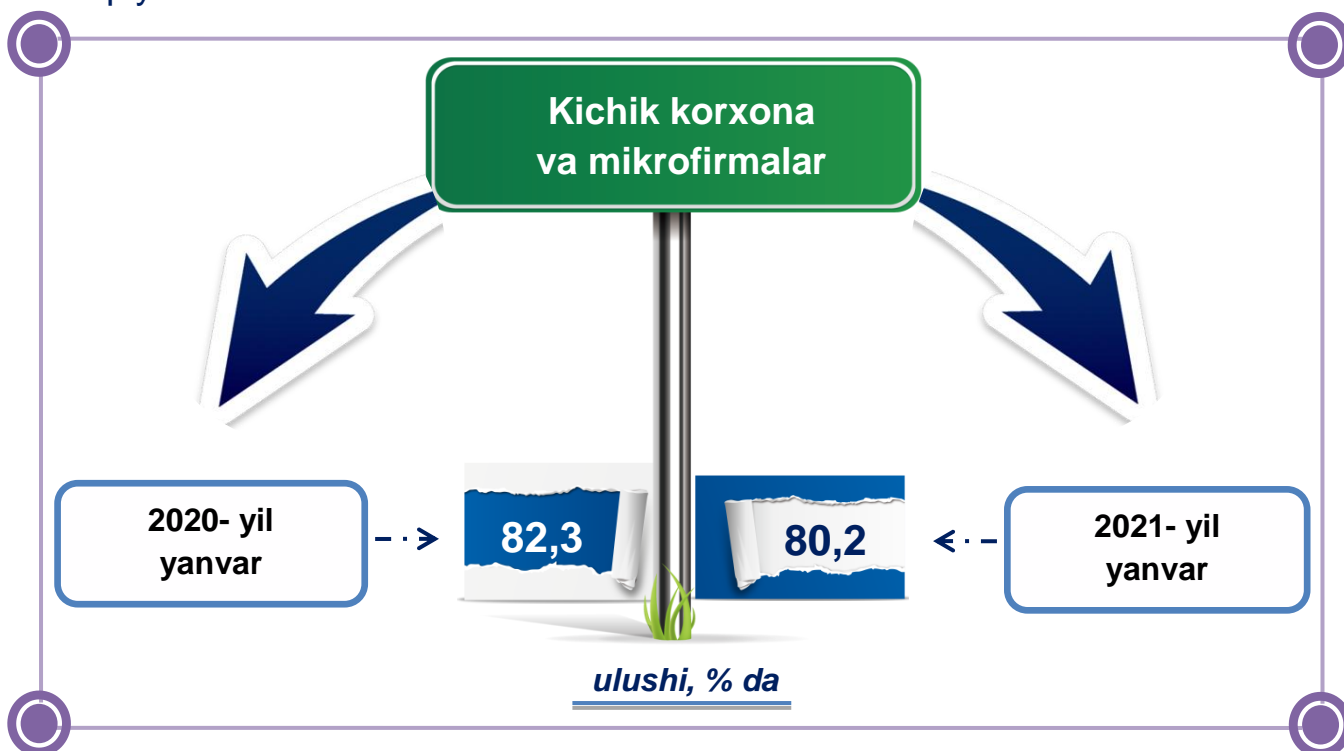 Kichik korxona
va mikrofirmalar
2020- yil
yanvar
82,3
80,2
2021- yil
yanvar
ulushi, % da